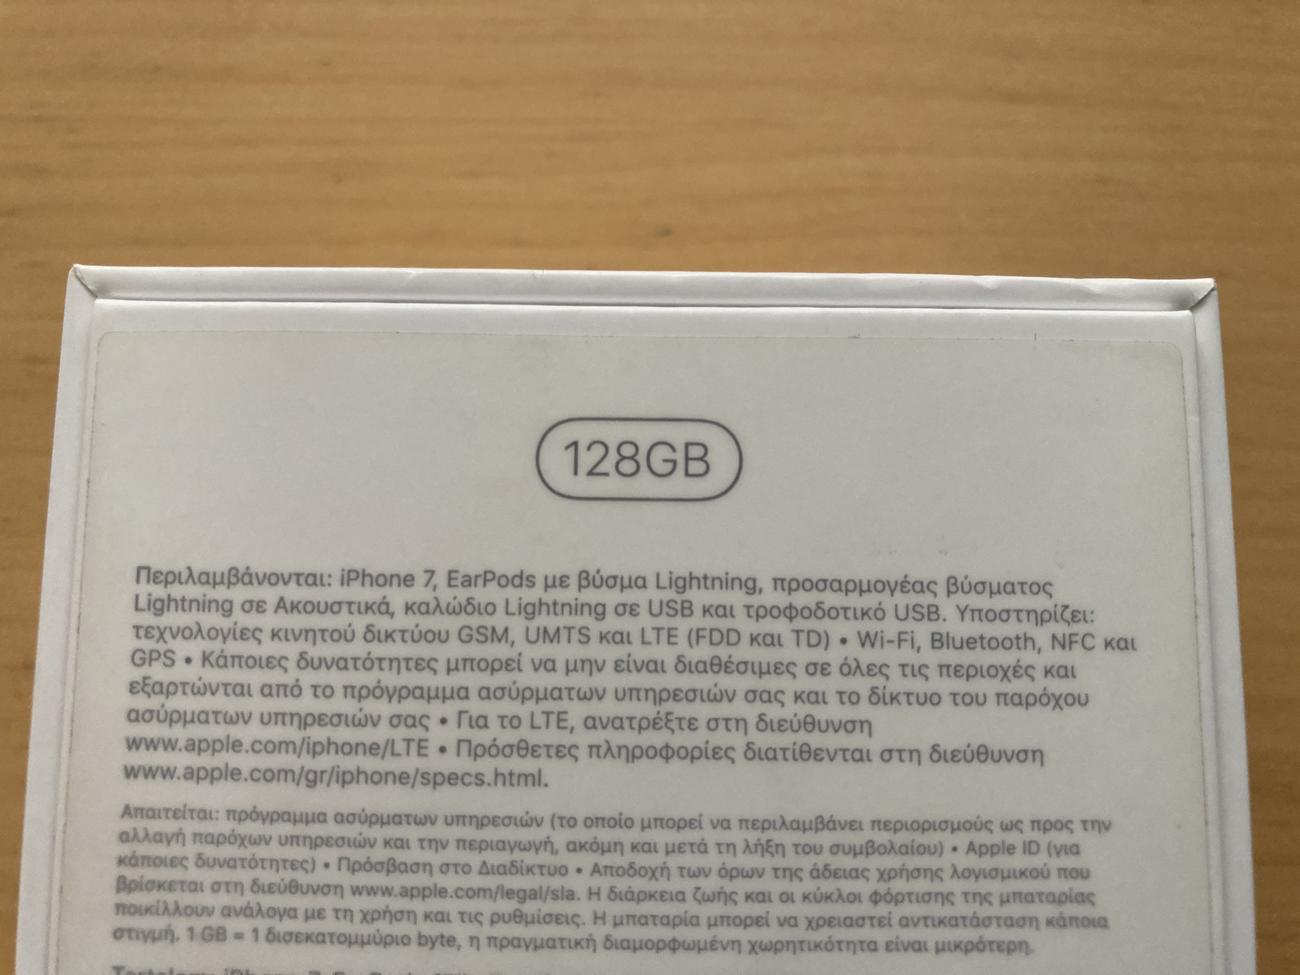 128GB
Περιλαμβάνονται: iPhone 7, EarPods με βύσμα Lightning, προσαρμογέας βύσματος
Lightning σε Ακουστικά, καλώδιο Lightning σε USB και τροφοδοτικό USB. Υποστηρίζει:
τεχνολογίες κινητού δικτύου GSM, UMTS και LTE (FDD και TD) • Wi-Fi, Bluetooth, NFC και
GPS • Κάποιες δυνατότητες μπορεί να μην είναι διαθέσιμες σε όλες τις περιοχές και
εξαρτώνται από το πρόγραμμα ασύρματων υπηρεσιών σας και το δίκτυο του παρόχου
ασύρματων υπηρεσιών σας • Για το LTE, ανατρέξτε στη διεύθυνση
www.apple.com/iphone/LTE • Πρόσθετες πληροφορίες διατίθενται στη διεύθυνση
www.apple.com/gr/iphone/specs.html.
Απαιτείται: πρόγραμμα ασύρματων υπηρεσιών (το οποίο μπορεί να περιλαμβάνει περιορισμούς ως προς την
αλλαγή παρόχων υπηρεσιών και την περιαγωγή, ακόμη και μετά τη λήξη του συμβολαίου) • Apple ID (για
κάποιες δυνατότητες) • Πρόσβαση στο Διαδίκτυο • Αποδοχή των όρων της άδειας χρήσης λογισμικού που
βρίσκεται στη διεύθυνση www.apple.com/legal/sla. Η διάρκεια ζωής και οι κύκλοι φόρτισης της μπαταρίας
ποικίλλουν ανάλογα με τη χρήση και τις ρυθμίσεις. Η μπαταρία μπορεί να χρειαστεί αντικατάσταση κάποια
στιγμή. 1 GB = 1 δισεκατομμύριο byte, η πραγματική διαμορφωμένη χωρητικότητα είναι μικρότερη.